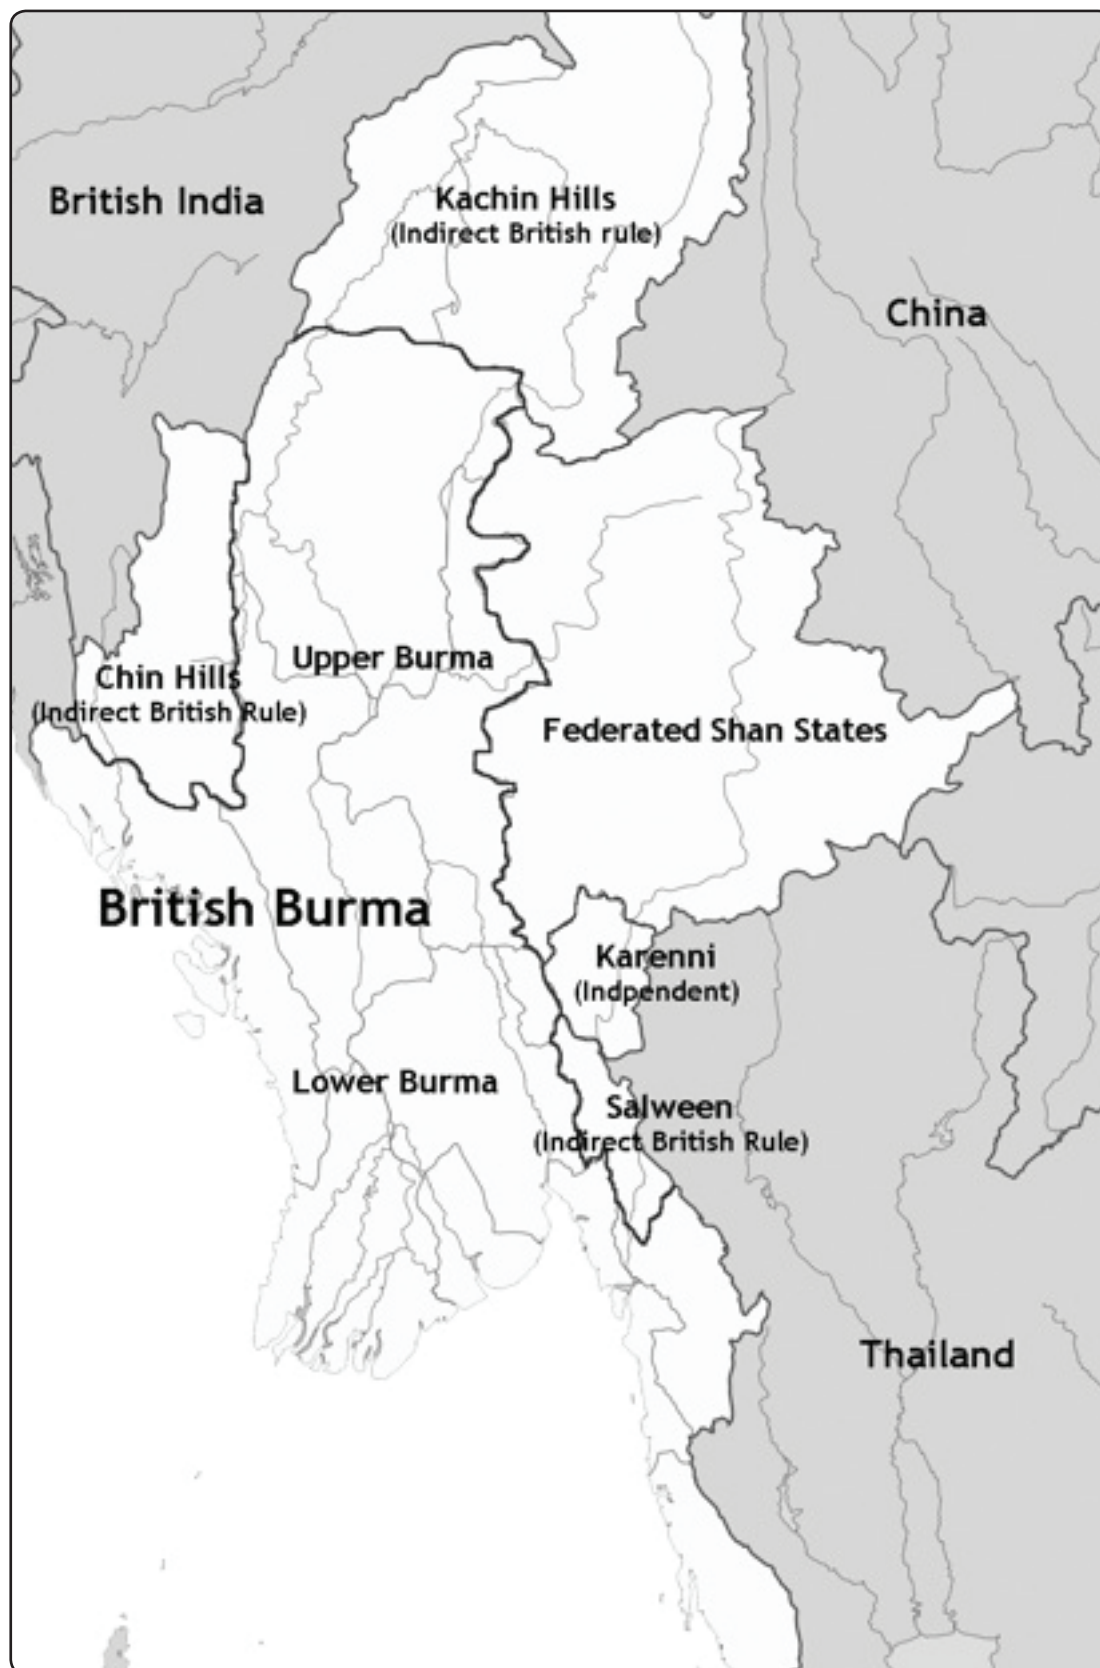 British India
Kachin Hills
(Indirect British rule)
China
Upper Burma
Chin Hills
(Indirect British Rule)
Federated Shan States
British Burma
Karenni
(Indpendent)
Lower Burma
Salween
(Indirect British Rule)
Thailand